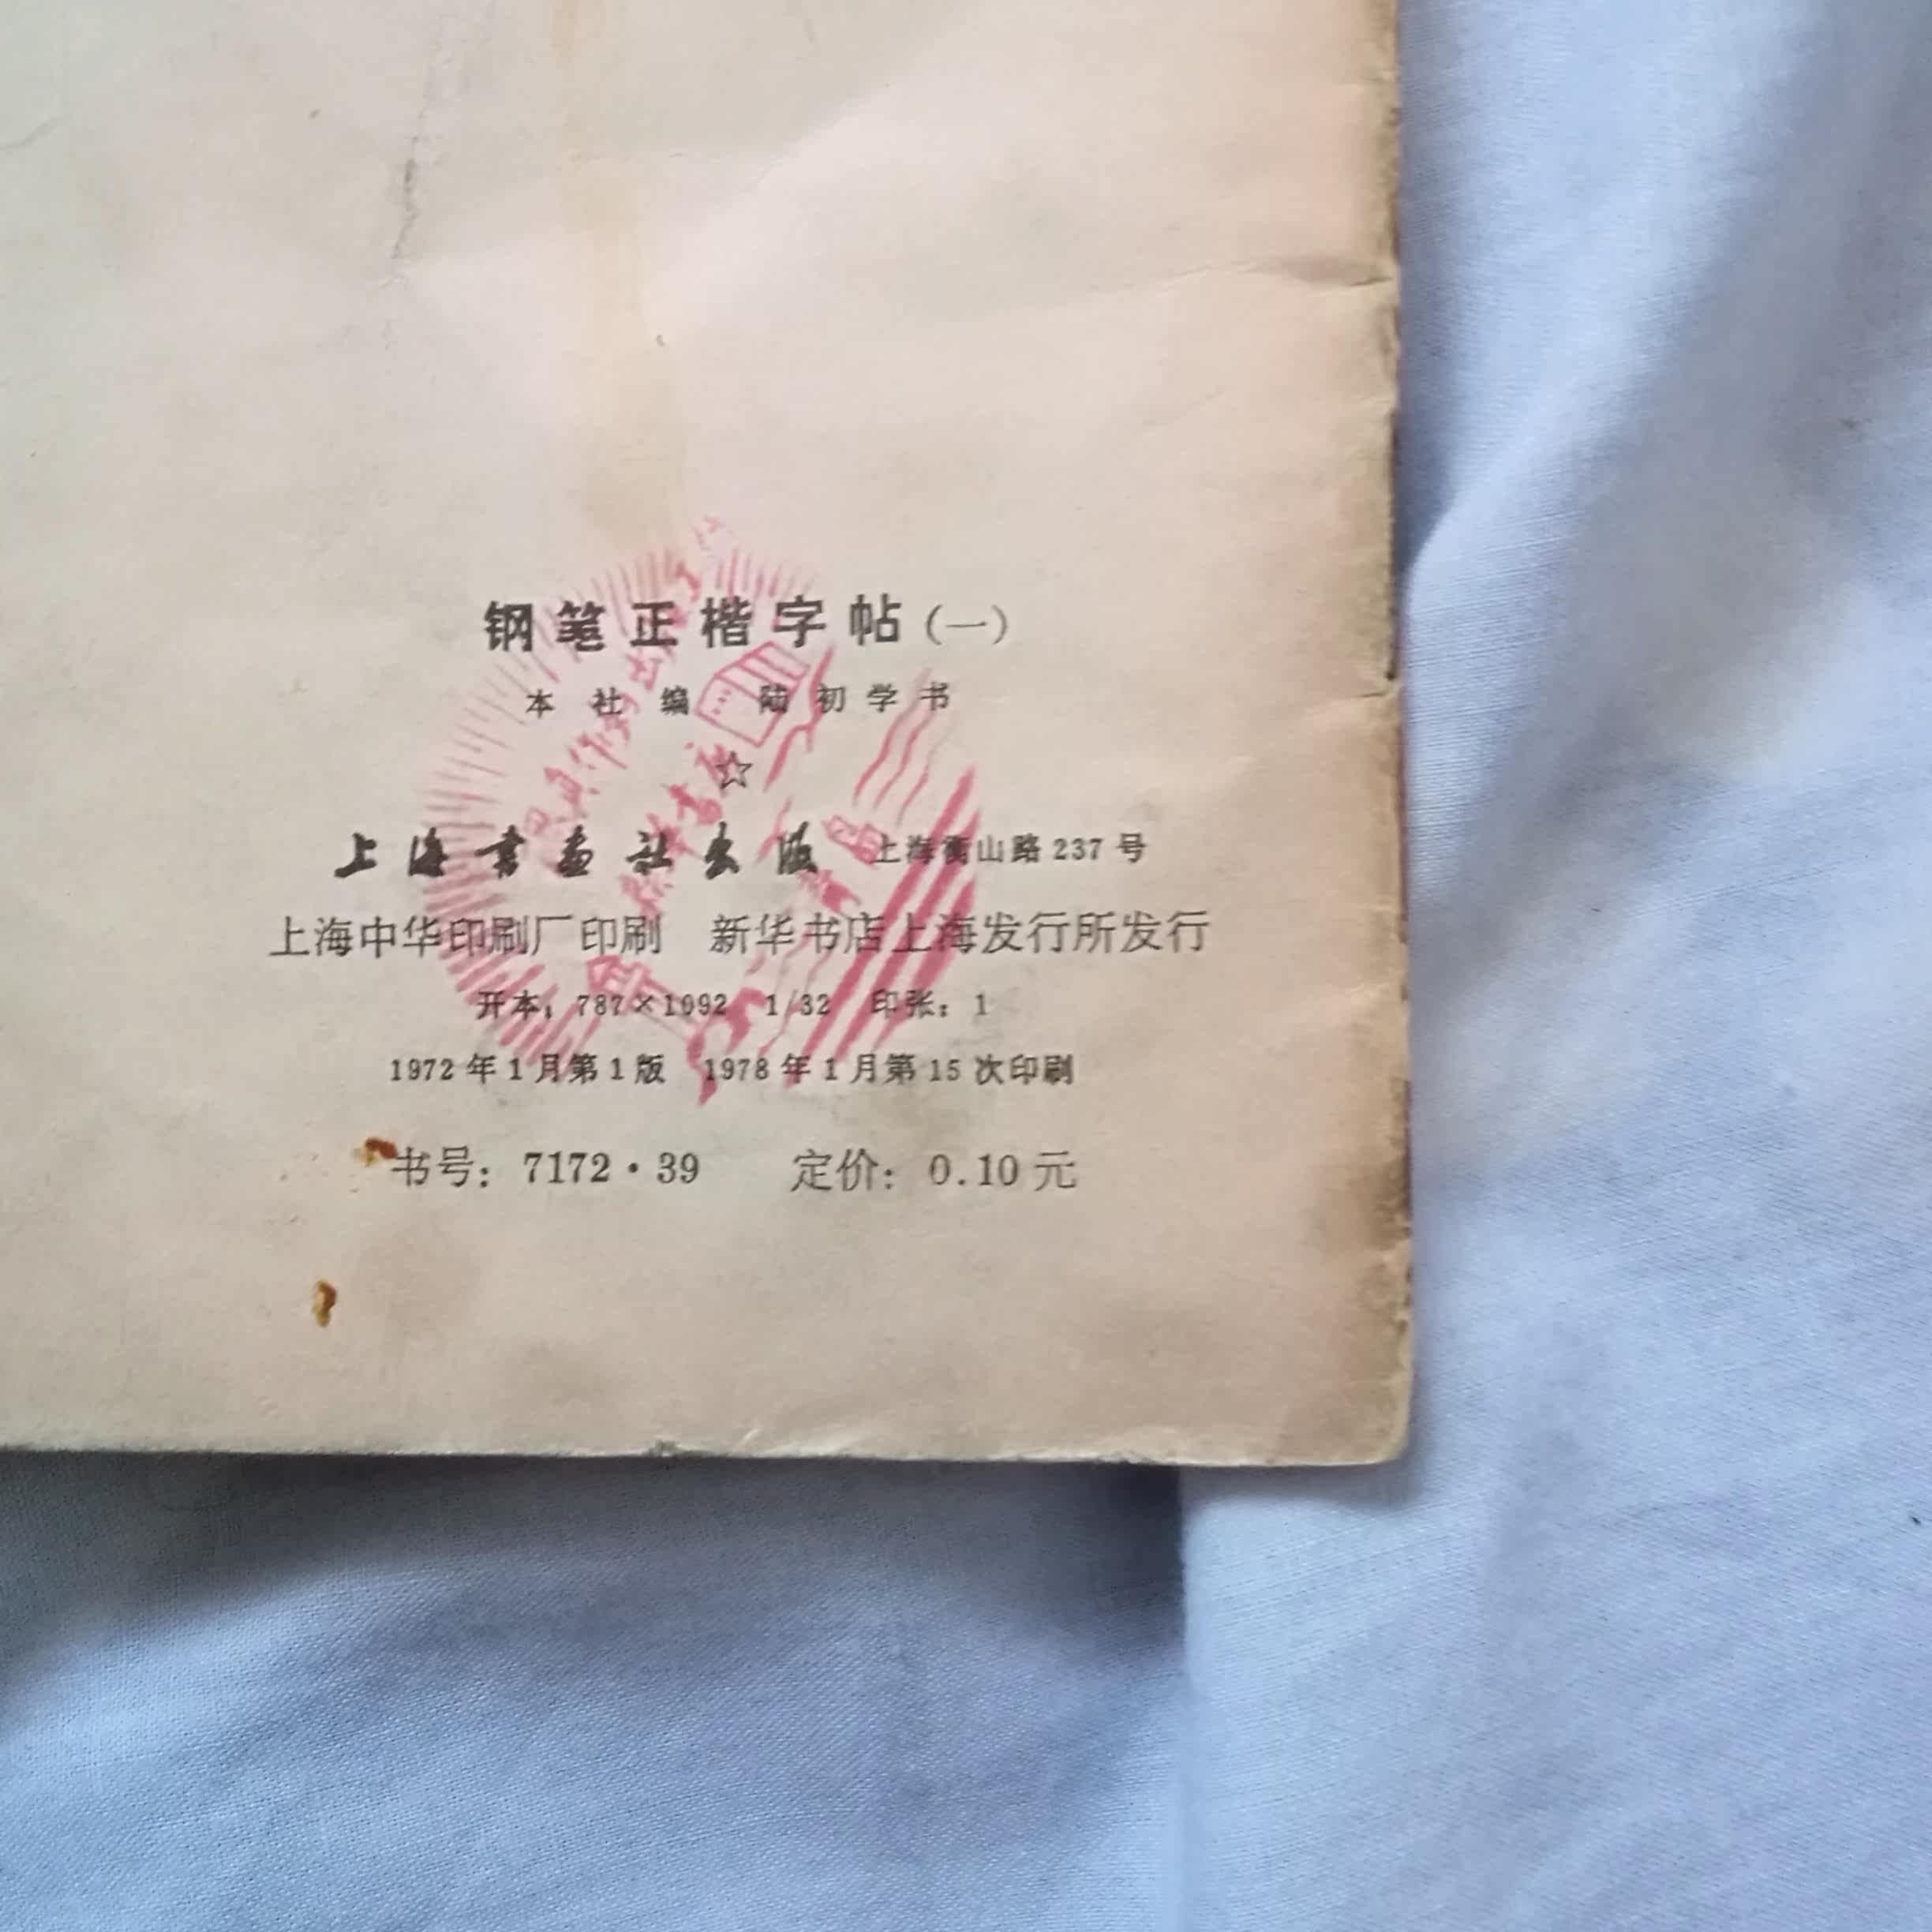 钢笔正楷字帖(一)
本社编 陆初学书
☆
上海书画社出版 上海衡山路237号
上海中华印刷厂印刷 新华书店上海发行所发行
开本:787×1092 1/32 印张:1
1972年1月第1版 1978年1月第15次印刷
书号:7172·39 定价:0.10元